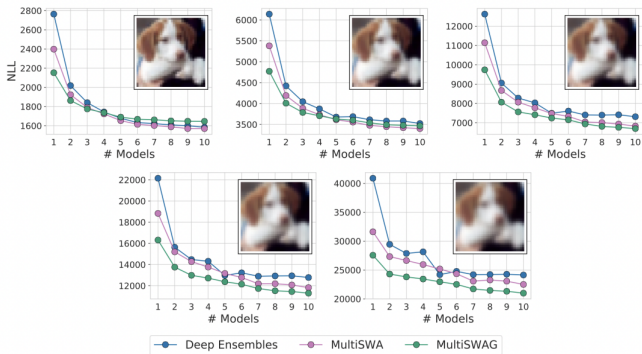 2800
2600
2400
2200
2000
1800
1600
NLL
1 2 3 4 5 6 7 8 9 10
# Models
6000
5500
5000
4500
4000
3500
1 2 3 4 5 6 7 8 9 10
# Models
12000
11000
10000
9000
8000
7000
1 2 3 4 5 6 7 8 9 10
# Models
22000
20000
18000
16000
14000
12000
1 2 3 4 5 6 7 8 9 10
# Models
40000
35000
30000
25000
20000
1 2 3 4 5 6 7 8 9 10
# Models
Deep Ensembles MultiSWA MultiSWAG